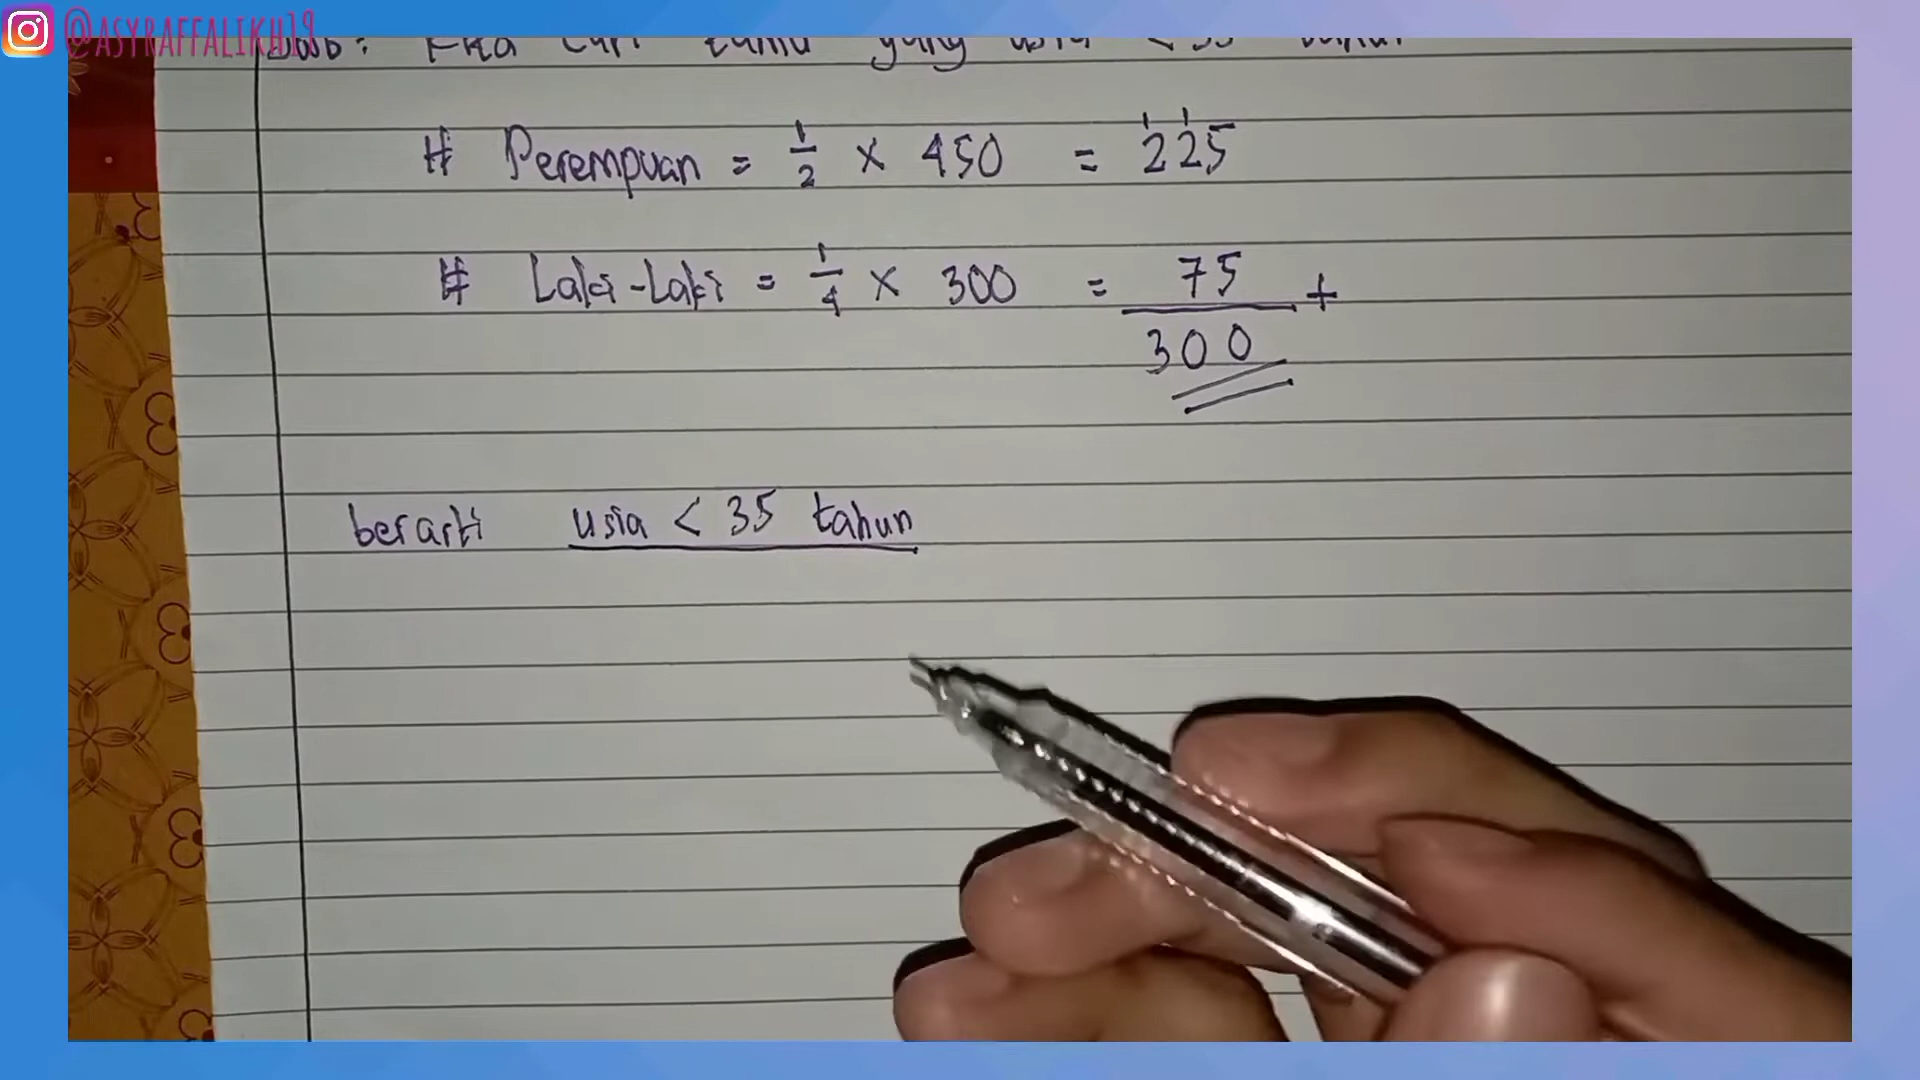 @ASYRAFFALIKH19
# Perempuan = 1/2 × 450 = 225
# Laki-Laki = 1/4 × 300 = 75 +
300
berarti usia < 35 tahun